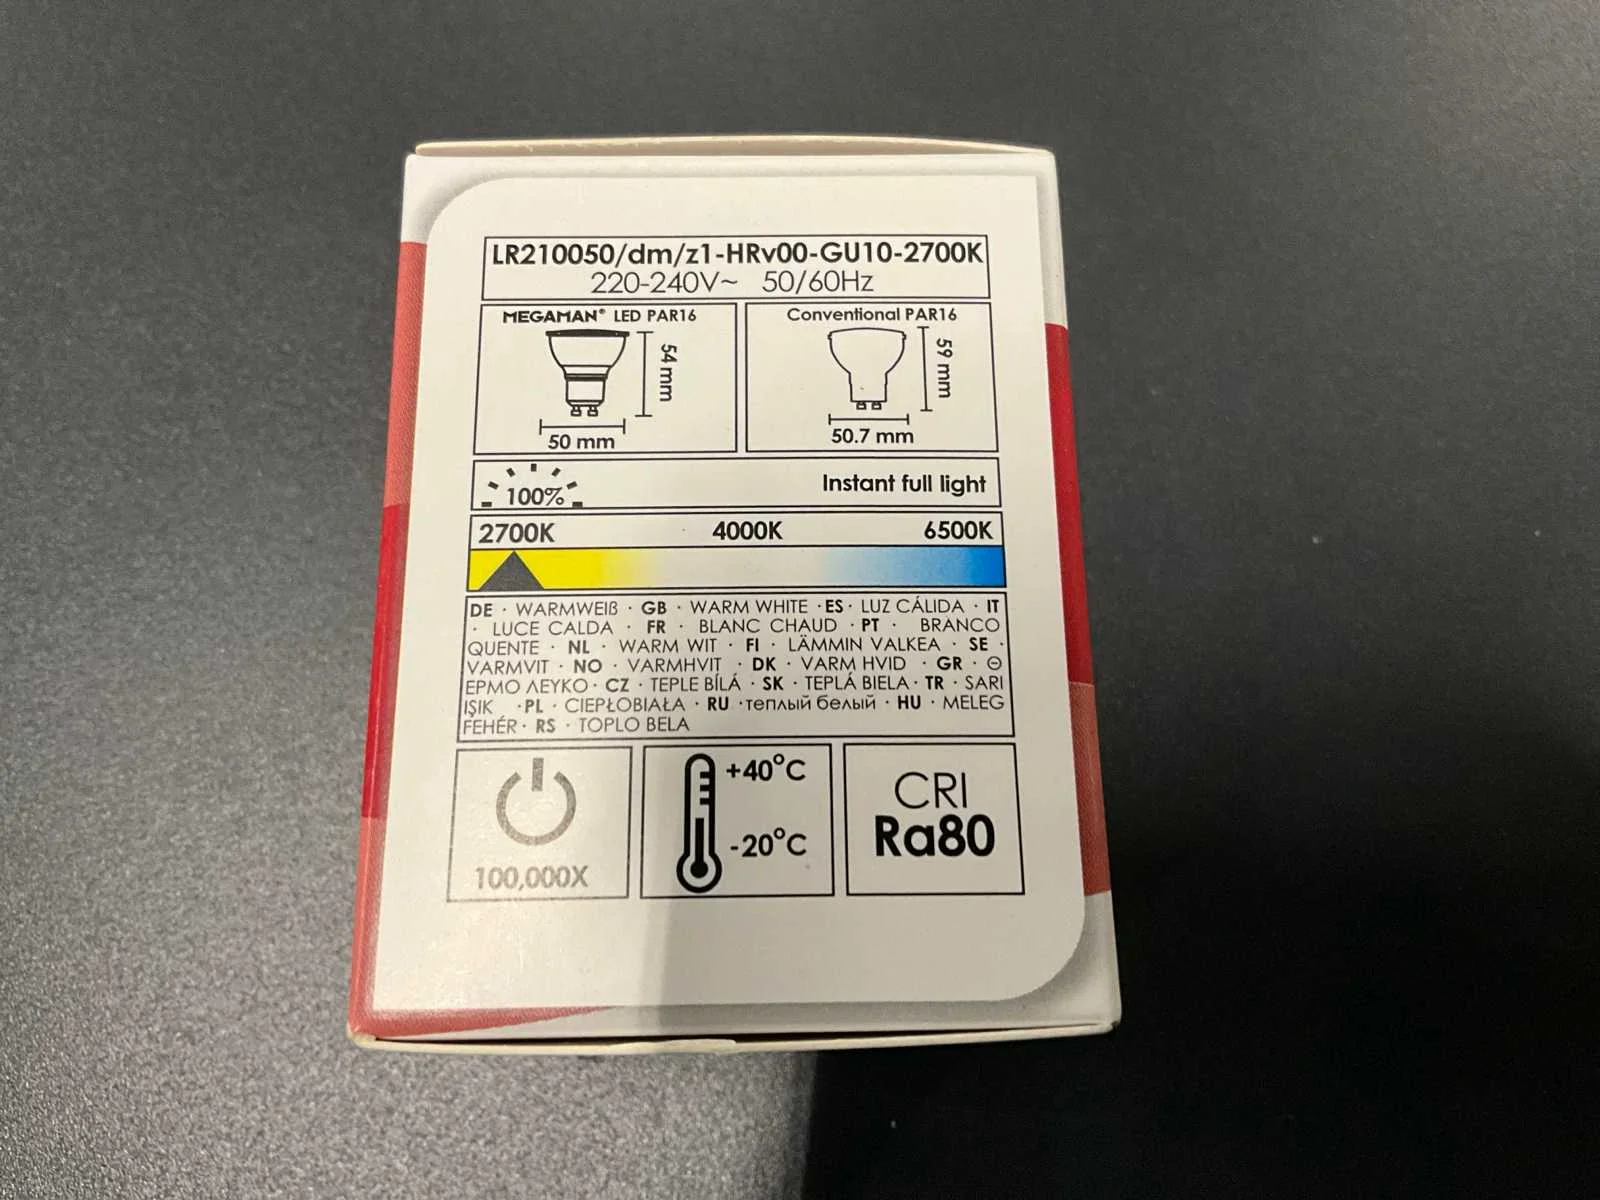 LR210050/dm/z1-HRv00-GU10-2700K
220-240V~ 50/60Hz
MEGAMAN® LED PAR16
54 mm
50 mm
Conventional PAR16
59 mm
50.7 mm
100%
Instant full light
2700K 4000K 6500K
DE · WARMWEIß · GB · WARM WHITE · ES · LUZ CÁLIDA · IT
· LUCE CALDA · FR · BLANC CHAUD · PT · BRANCO
QUENTE · NL · WARM WIT · FI · LÄMMIN VALKEA · SE ·
VARMVIT · NO · VARMHVIT · DK · VARM HVID · GR · Θ
ΕΡΜΟ ΛΕΥΚΟ · CZ · TEPLE BÍLÁ · SK · TEPLÁ BIELA · TR · SARI
IŞIK · PL · CIEPŁOBIAŁA · RU · теплый белый · HU · MELEG
FEHÉR · RS · TOPLO BELA
100,000X
+40°C
-20°C
CRI
Ra80